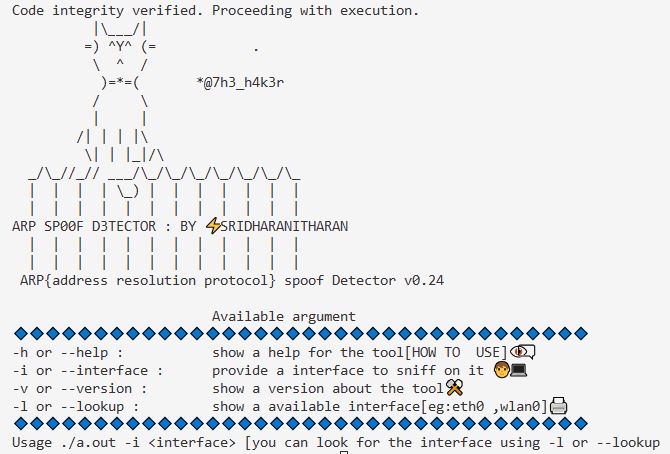 Code integrity verified. Proceeding with execution.
*@7h3_h4k3r
ARP SP00F D3TECTOR : BY ⚡SRIDHARANITHARAN
ARP{address resolution protocol} spoof Detector v0.24
Available argument
-h or --help : show a help for the tool[HOW TO USE]
-i or --interface : provide a interface to sniff on it
-v or --version : show a version about the tool
-l or --lookup : show a available interface[eg:eth0 ,wlan0]
Usage ./a.out -i <interface> [you can look for the interface using -l or --lookup